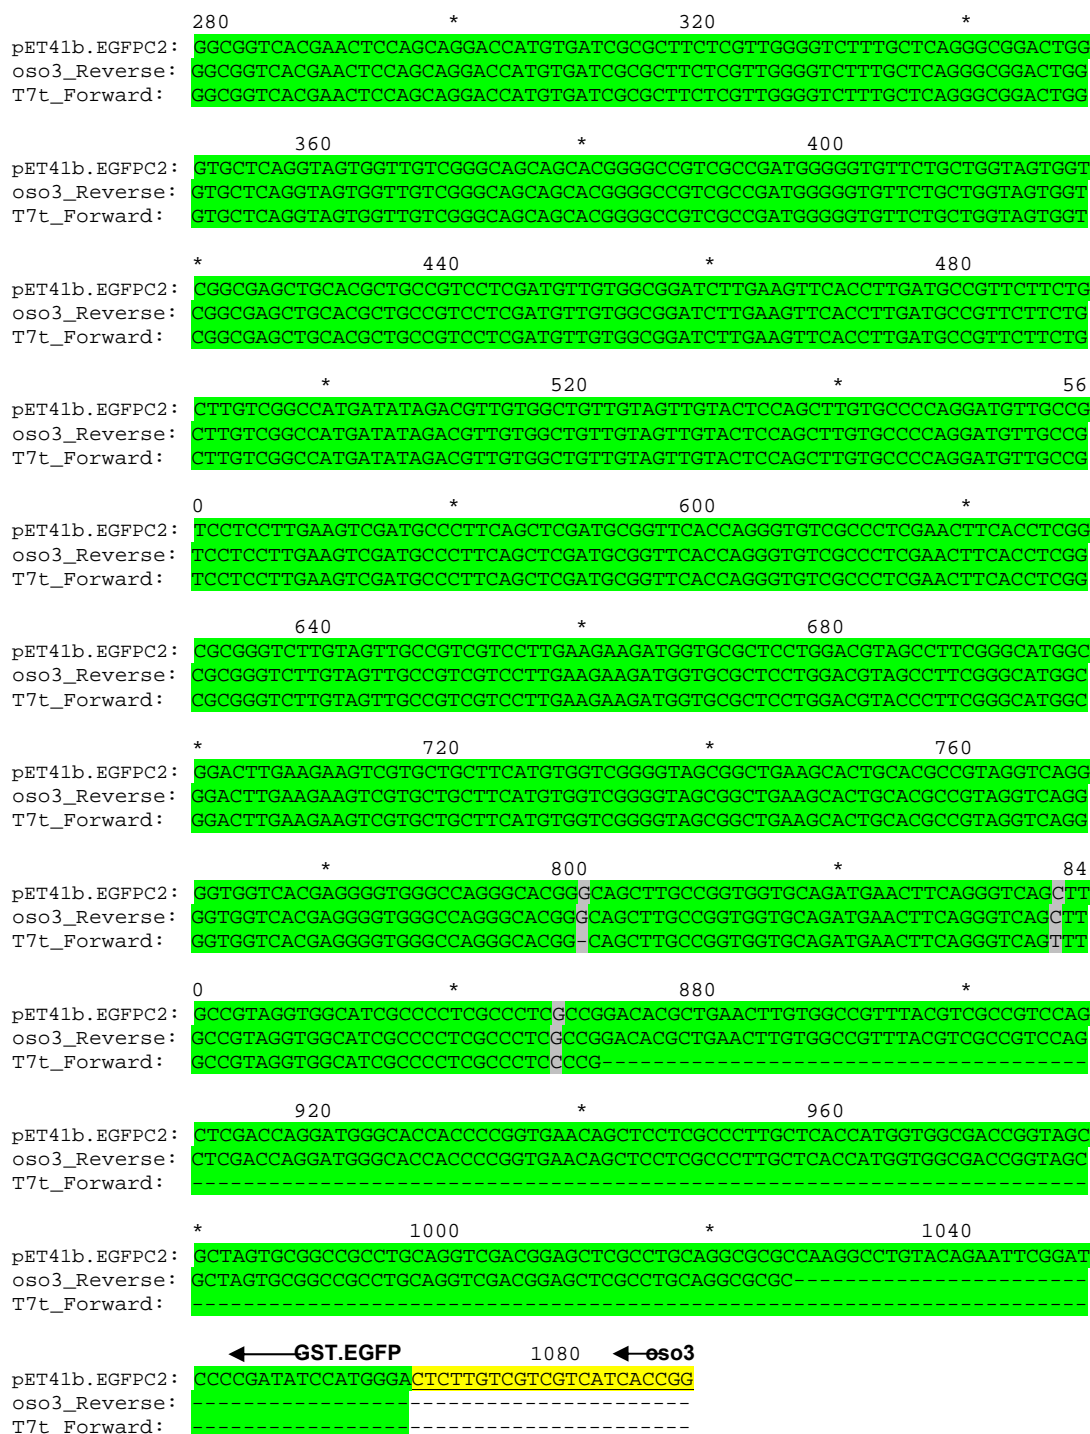 280 * 320 *
pET41b.EGFPC2: GGCGGTCACGAACTCCAGCAGGACCATGTGATCGCGCTTCTCGTTGGGGTCTTTGCTCAGGGCGGACTGG
oso3_Reverse: GGCGGTCACGAACTCCAGCAGGACCATGTGATCGCGCTTCTCGTTGGGGTCTTTGCTCAGGGCGGACTGG
T7t_Forward: GGCGGTCACGAACTCCAGCAGGACCATGTGATCGCGCTTCTCGTTGGGGTCTTTGCTCAGGGCGGACTGG
360 * 400
pET41b.EGFPC2: GTGCTCAGGTAGTGGTTGTCGGGCAGCAGCACGGGGCCGTCGCCGATGGGGGTGTTCTGCTGGTAGTGGT
oso3_Reverse: GTGCTCAGGTAGTGGTTGTCGGGCAGCAGCACGGGGCCGTCGCCGATGGGGGTGTTCTGCTGGTAGTGGT
T7t_Forward: GTGCTCAGGTAGTGGTTGTCGGGCAGCAGCACGGGGCCGTCGCCGATGGGGGTGTTCTGCTGGTAGTGGT
* 440 * 480
pET41b.EGFPC2: CGGCGAGCTGCACGCTGCCGTCCTCGATGTTGTGGCGGATCTTGAAGTTCACCTTGATGCCGTTCTTCTG
oso3_Reverse: CGGCGAGCTGCACGCTGCCGTCCTCGATGTTGTGGCGGATCTTGAAGTTCACCTTGATGCCGTTCTTCTG
T7t_Forward: CGGCGAGCTGCACGCTGCCGTCCTCGATGTTGTGGCGGATCTTGAAGTTCACCTTGATGCCGTTCTTCTG
* 520 * 56
pET41b.EGFPC2: CTTGTCGGCCATGATATAGACGTTGTGGCTGTTGTAGTTGTACTCCAGCTTGTGCCCCAGGATGTTGCCG
oso3_Reverse: CTTGTCGGCCATGATATAGACGTTGTGGCTGTTGTAGTTGTACTCCAGCTTGTGCCCCAGGATGTTGCCG
T7t_Forward: CTTGTCGGCCATGATATAGACGTTGTGGCTGTTGTAGTTGTACTCCAGCTTGTGCCCCAGGATGTTGCCG
0 * 600 *
pET41b.EGFPC2: TCCTCCTTGAAGTCGATGCCCTTCAGCTCGATGCGGTTCACCAGGGTGTCGCCCTCGAACTTCACCTCGG
oso3_Reverse: TCCTCCTTGAAGTCGATGCCCTTCAGCTCGATGCGGTTCACCAGGGTGTCGCCCTCGAACTTCACCTCGG
T7t_Forward: TCCTCCTTGAAGTCGATGCCCTTCAGCTCGATGCGGTTCACCAGGGTGTCGCCCTCGAACTTCACCTCGG
640 * 680
pET41b.EGFPC2: CGCGGGTCTTGTAGTTGCCGTCGTCCTTGAAGAAGATGGTGCGCTCCTGGACGTAGCCTTCGGGCATGGC
oso3_Reverse: CGCGGGTCTTGTAGTTGCCGTCGTCCTTGAAGAAGATGGTGCGCTCCTGGACGTAGCCTTCGGGCATGGC
T7t_Forward: CGCGGGTCTTGTAGTTGCCGTCGTCCTTGAAGAAGATGGTGCGCTCCTGGACGTACCCTTCGGGCATGGC
* 720 * 760
pET41b.EGFPC2: GGACTTGAAGAAGTCGTGCTGCTTCATGTGGTCGGGGTAGCGGCTGAAGCACTGCACGCCGTAGGTCAGG
oso3_Reverse: GGACTTGAAGAAGTCGTGCTGCTTCATGTGGTCGGGGTAGCGGCTGAAGCACTGCACGCCGTAGGTCAGG
T7t_Forward: GGACTTGAAGAAGTCGTGCTGCTTCATGTGGTCGGGGTAGCGGCTGAAGCACTGCACGCCGTAGGTCAGG
* 800 * 84
pET41b.EGFPC2: GGTGGTCACGAGGGGTGGGCCAGGGCACGGGCAGCTTGCCGGTGGTGCAGATGAACTTCAGGGTCAGCTT
oso3_Reverse: GGTGGTCACGAGGGGTGGGCCAGGGCACGGGCAGCTTGCCGGTGGTGCAGATGAACTTCAGGGTCAGCTT
T7t_Forward: GGTGGTCACGAGGGGTGGGCCAGGGCACGG-CAGCTTGCCGGTGGTGCAGATGAACTTCAGGGTCAGTTT
0 * 880 *
pET41b.EGFPC2: GCCGTAGGTGGCATCGCCCTCGCCCTCGCCGGACACGCTGAACTTGTGGCCGTTTACGTCGCCGTCCAG
oso3_Reverse: GCCGTAGGTGGCATCGCCCTCGCCCTCGCCGGACACGCTGAACTTGTGGCCGTTTACGTCGCCGTCCAG
T7t_Forward: GCCGTAGGTGGCATCGCCCTCGCCCTCCCCG--------------------------------------
920 * 960
pET41b.EGFPC2: CTCGACCAGGATGGGCACCACCCCGGTGAACAGCTCCTCGCCCTTGCTCACCATGGTGGCGACCGGTAGC
oso3_Reverse: CTCGACCAGGATGGGCACCACCCCGGTGAACAGCTCCTCGCCCTTGCTCACCATGGTGGCGACCGGTAGC
T7t_Forward: ----------------------------------------------------------------------
* 1000 * 1040
pET41b.EGFPC2: GCTAGTGCGGCCGCCTGCAGGTCGACGGAGCTCGCCTGCAGGCGCGCCAAGGCCTGTACAGAATTCGGAT
oso3_Reverse: GCTAGTGCGGCCGCCTGCAGGTCGACGGAGCTCGCCTGCAGGCGCGC-----------------------
T7t_Forward: ----------------------------------------------------------------------
GST.EGFP 1080 oso3
pET41b.EGFPC2: CCCCGATATCCATGGGACTCTTGTCGTCGTCATCACCGG
oso3_Reverse: ---------------------------------------
T7t_Forward: ---------------------------------------